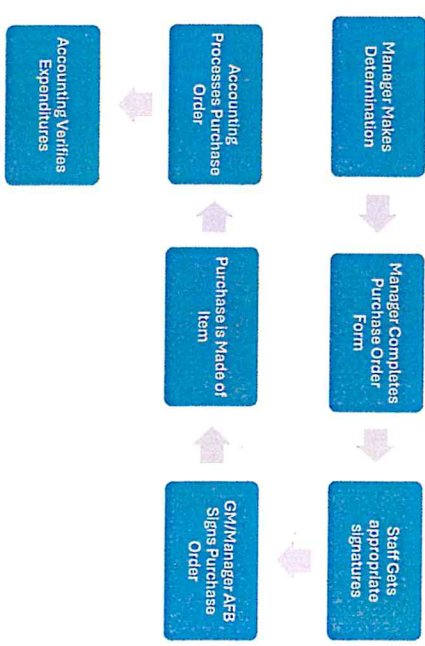 Manager Makes
Determination
Manager Completes
Purchase Order
Form
Staff Gets
appropriate
signatures
GM/Manager AFB
Signs Purchase
Order
Purchase is Made of
Item
Accounting
Processes Purchase
Order
Accounting Varifies
Expenditures